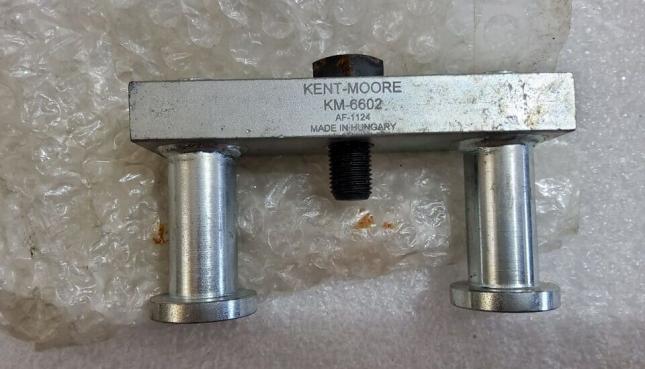 KENT-MOORE
KM-6602
AF-1124
MADE IN HUNGARY